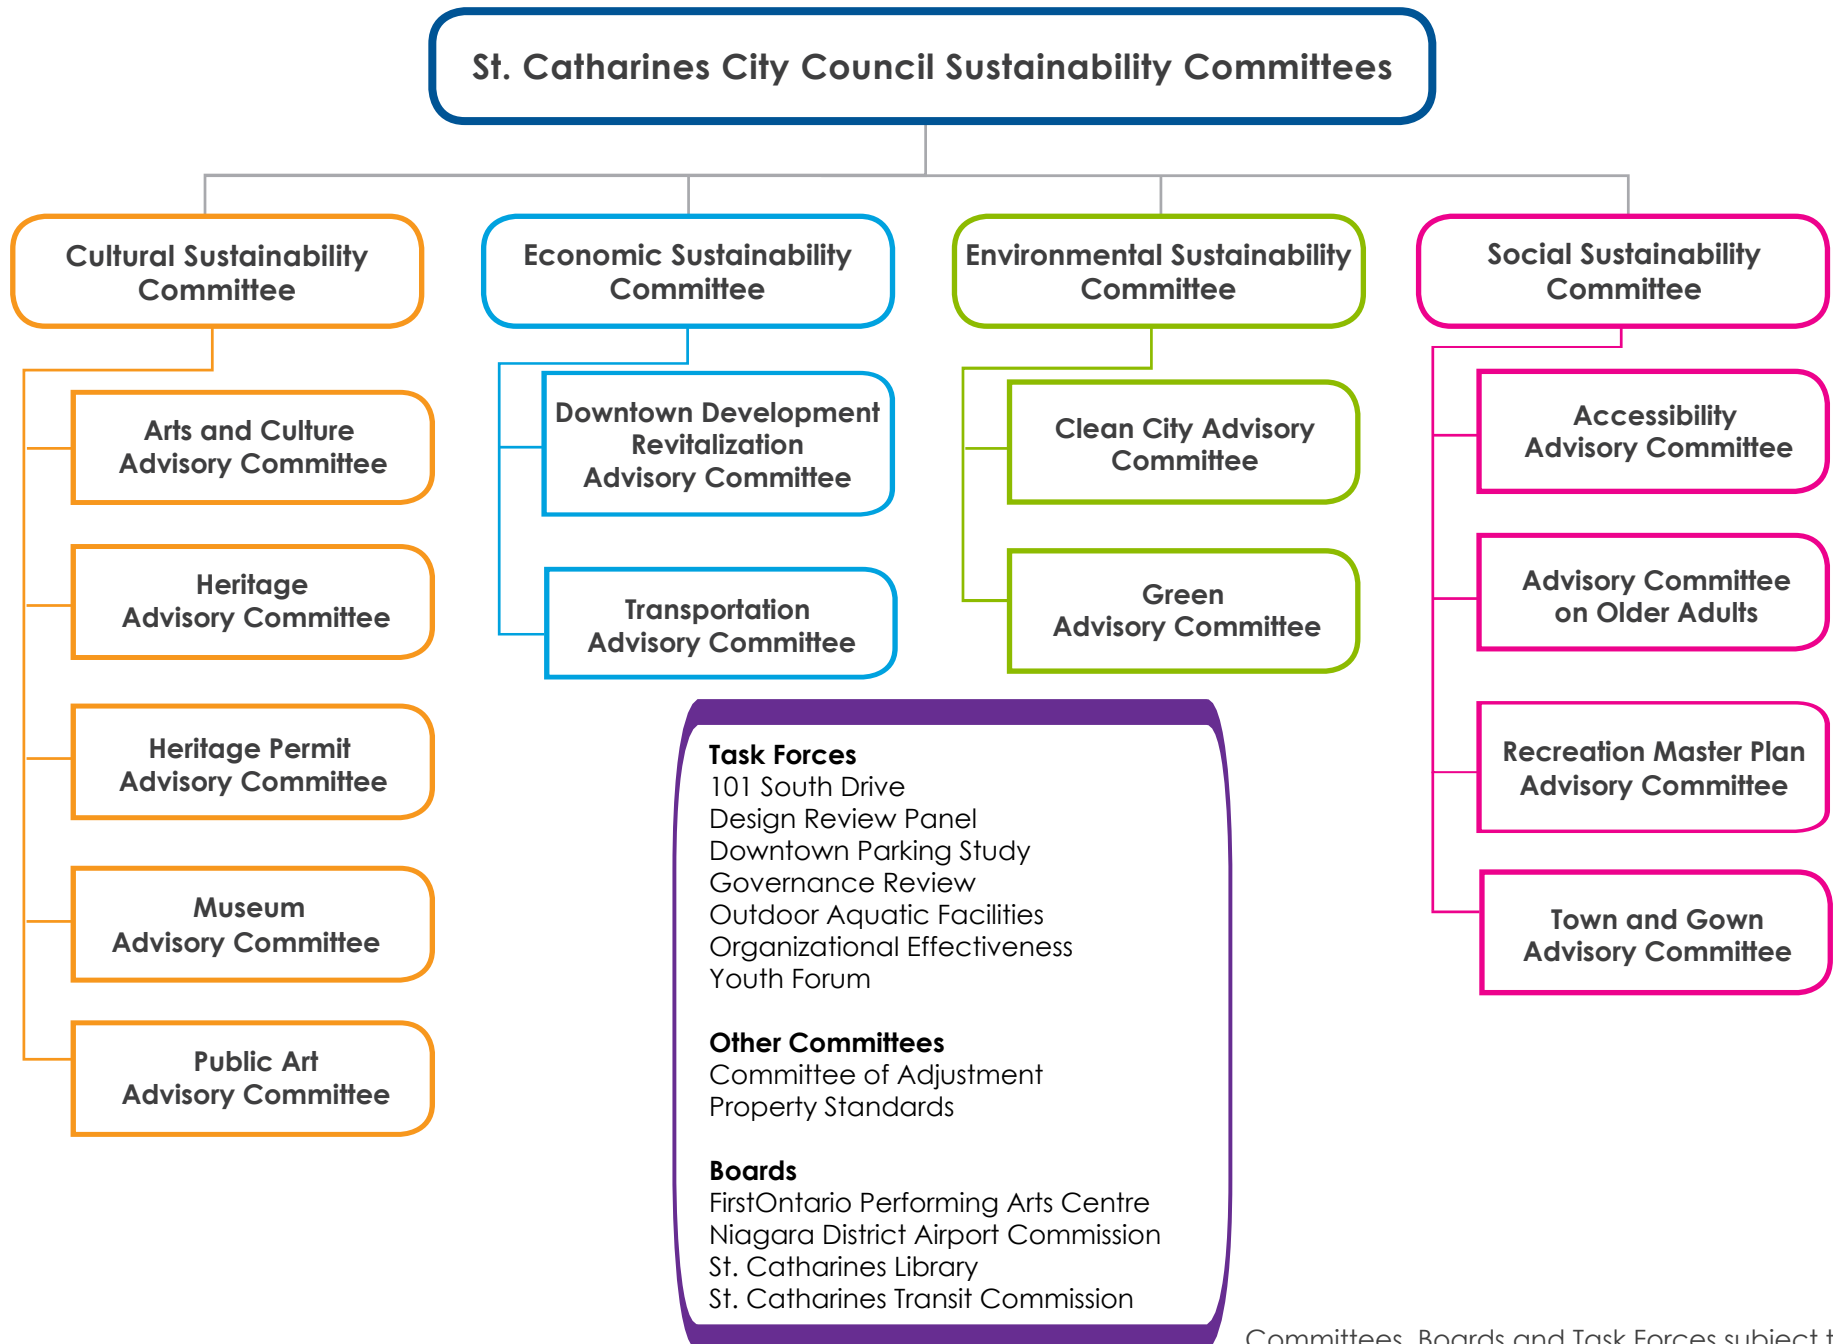 St. Catharines City Council Sustainability Committees
Cultural Sustainability
Committee
Arts and Culture
Advisory Committee
Heritage
Advisory Committee
Heritage Permit
Advisory Committee
Museum
Advisory Committee
Public Art
Advisory Committee
Economic Sustainability
Committee
Downtown Development
Revitalization
Advisory Committee
Transportation
Advisory Committee
Environmental Sustainability
Committee
Clean City Advisory
Committee
Green
Advisory Committee
Social Sustainability
Committee
Accessibility
Advisory Committee
Advisory Committee
on Older Adults
Recreation Master Plan
Advisory Committee
Town and Gown
Advisory Committee
Task Forces
101 South Drive
Design Review Panel
Downtown Parking Study
Governance Review
Outdoor Aquatic Facilities
Organizational Effectiveness
Youth Forum
Other Committees
Committee of Adjustment
Property Standards
Boards
FirstOntario Performing Arts Centre
Niagara District Airport Commission
St. Catharines Library
St. Catharines Transit Commission
Committees, Boards and Task Forces subject